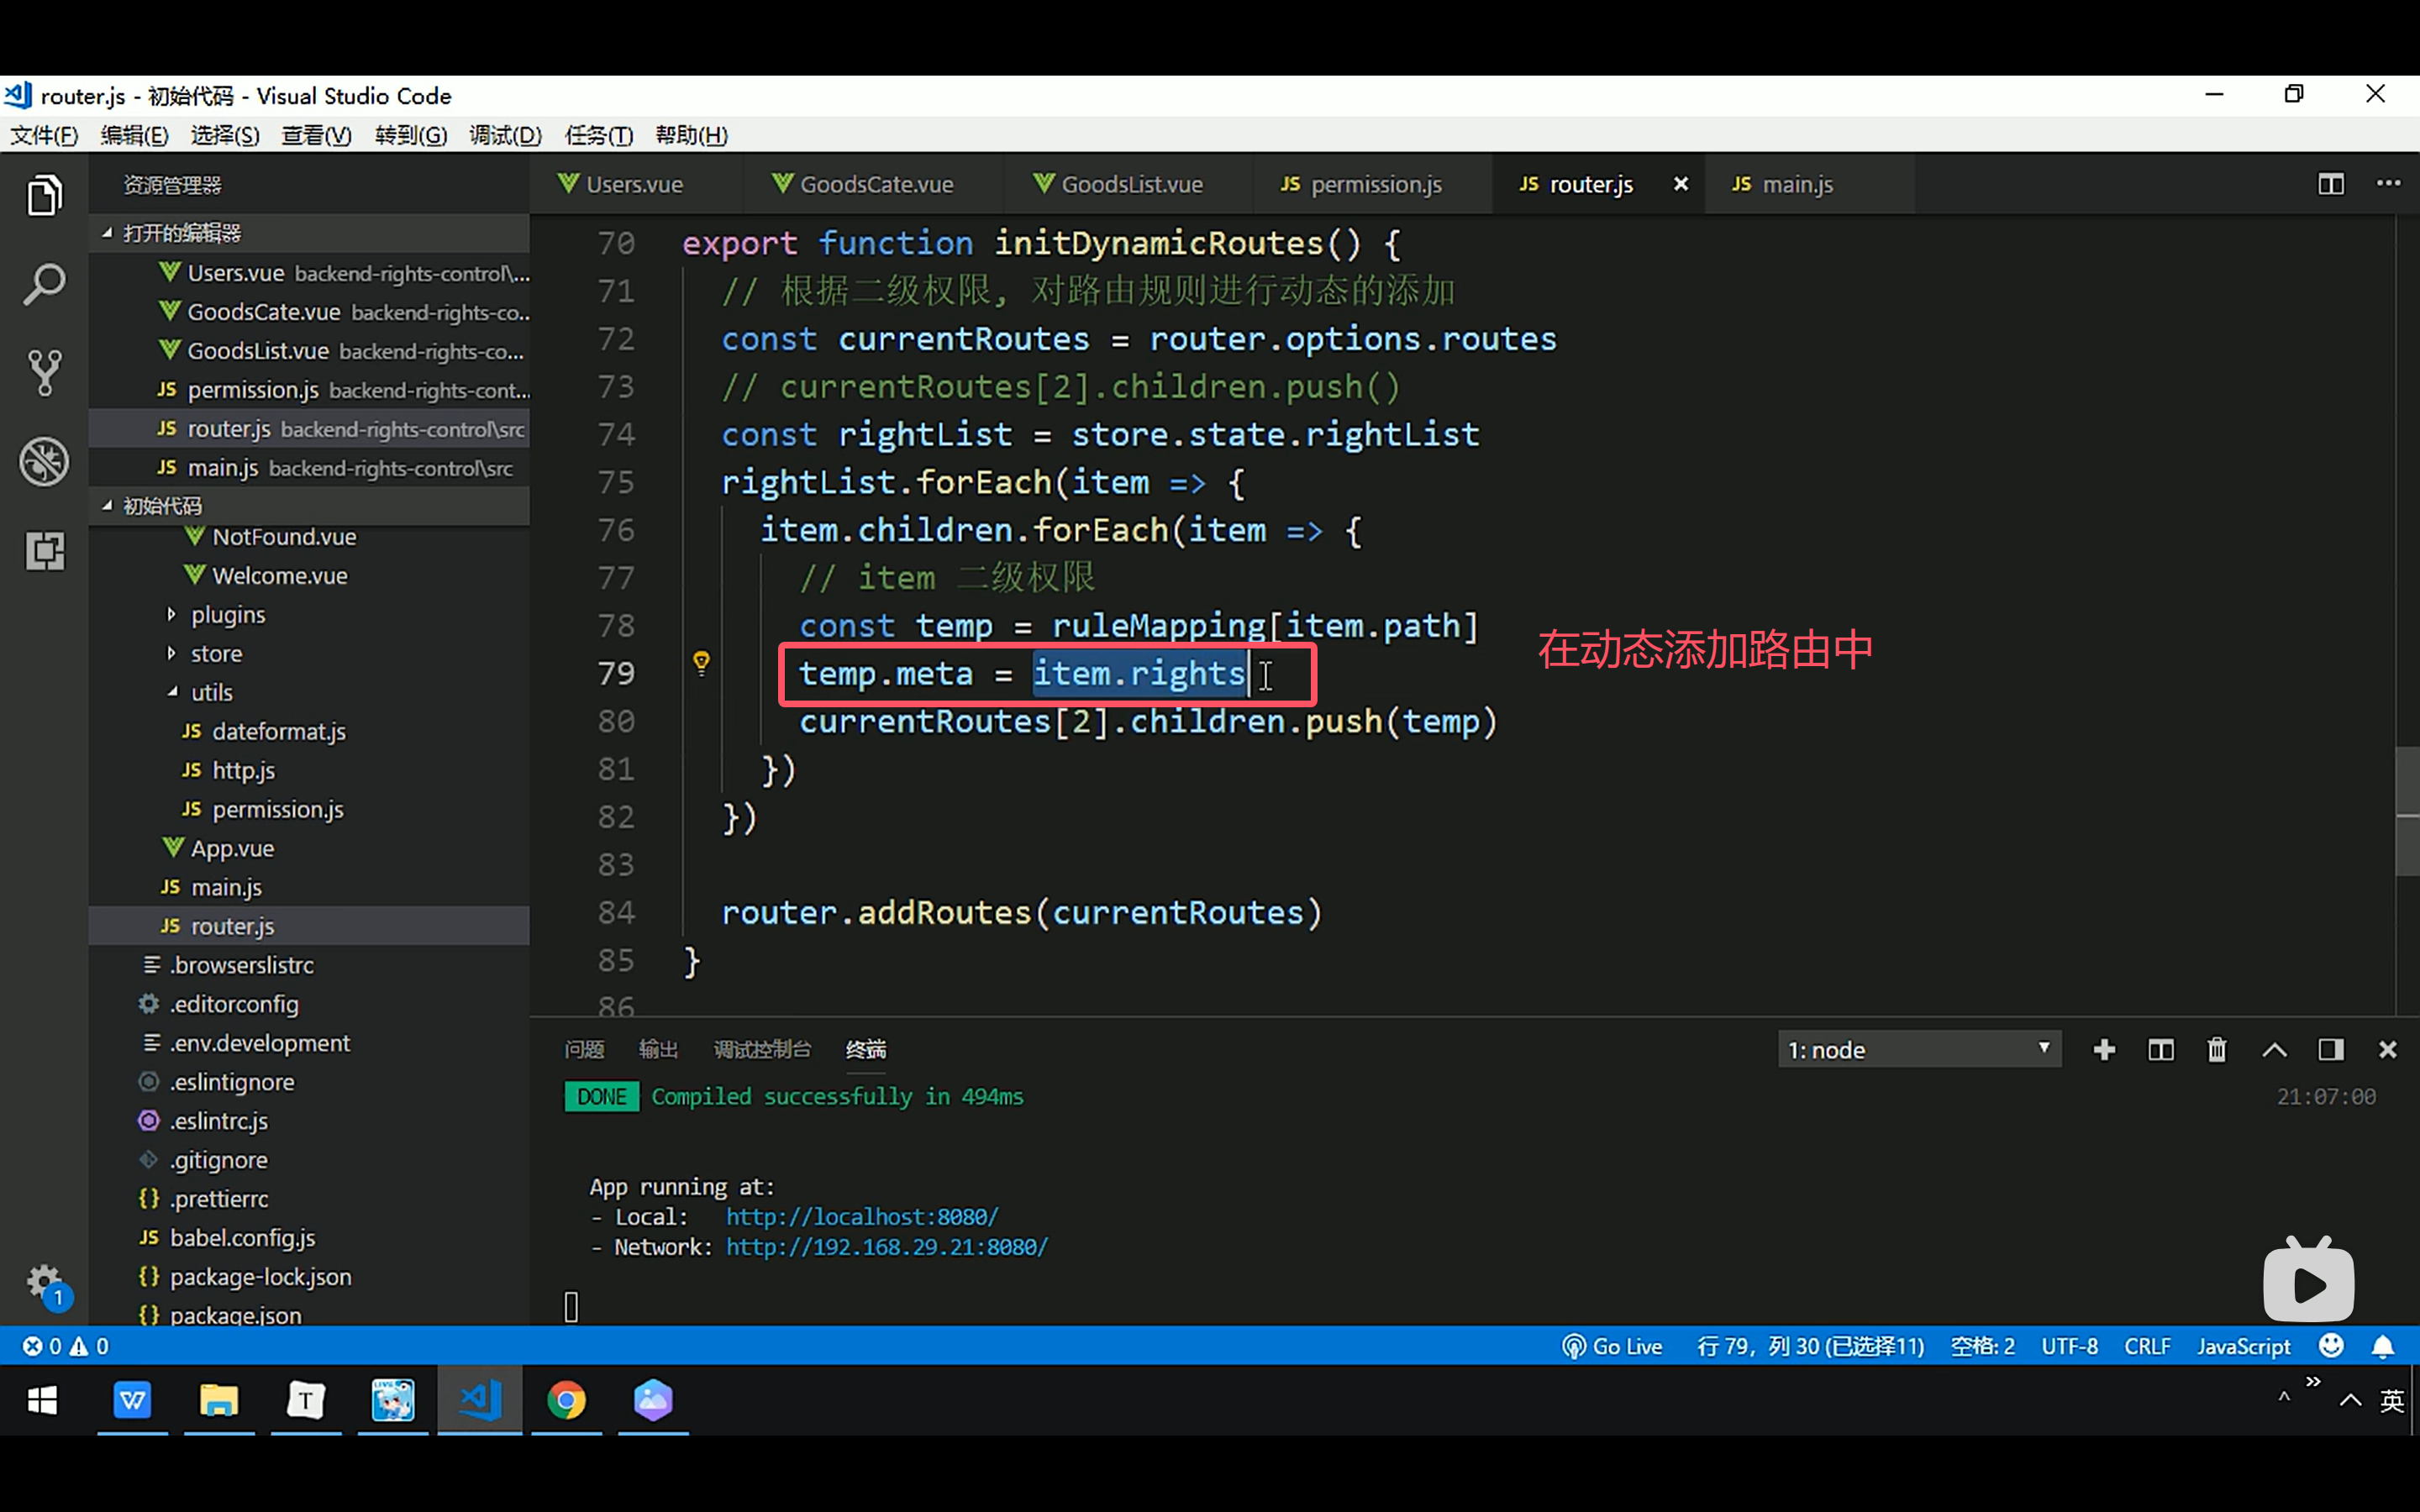 router.js - 初始代码 - Visual Studio Code
文件(F) 编辑(E) 选择(S) 查看(V) 转到(G) 调试(D) 任务(T) 帮助(H)
资源管理器
打开的编辑器
Users.vue backend-rights-control\...
GoodsCate.vue backend-rights-co...
GoodsList.vue backend-rights-co...
permission.js backend-rights-cont...
router.js backend-rights-control\src
main.js backend-rights-control\src
初始代码
NotFound.vue
Welcome.vue
plugins
store
utils
JS dateformat.js
JS http.js
JS permission.js
App.vue
JS main.js
JS router.js
.browserslistrc
.editorconfig
.env.development
.eslintignore
.eslintrc.js
.gitignore
{} .prettierrc
JS babel.config.js
{} package-lock.json
{} package.json
Users.vue GoodsCate.vue GoodsList.vue JS permission.js JS router.js JS main.js
70 export function initDynamicRoutes() {
71 // 根据二级权限, 对路由规则进行动态的添加
72 const currentRoutes = router.options.routes
73 // currentRoutes[2].children.push()
74 const rightList = store.state.rightList
75 rightList.forEach(item => {
76 item.children.forEach(item => {
77 // item 二级权限
78 const temp = ruleMapping[item.path]
79 temp.meta = item.rights
在动态添加路由中
80 currentRoutes[2].children.push(temp)
81 })
82 })
83
84 router.addRoutes(currentRoutes)
85 }
86
问题 输出 调试控制台 终端 1: node
DONE Compiled successfully in 494ms 21:07:00
App running at:
- Local: http://localhost:8080/
- Network: http://192.168.29.21:8080/
1
0 0 Go Live 行 79，列 30 (已选择11) 空格: 2 UTF-8 CRLF JavaScript
英